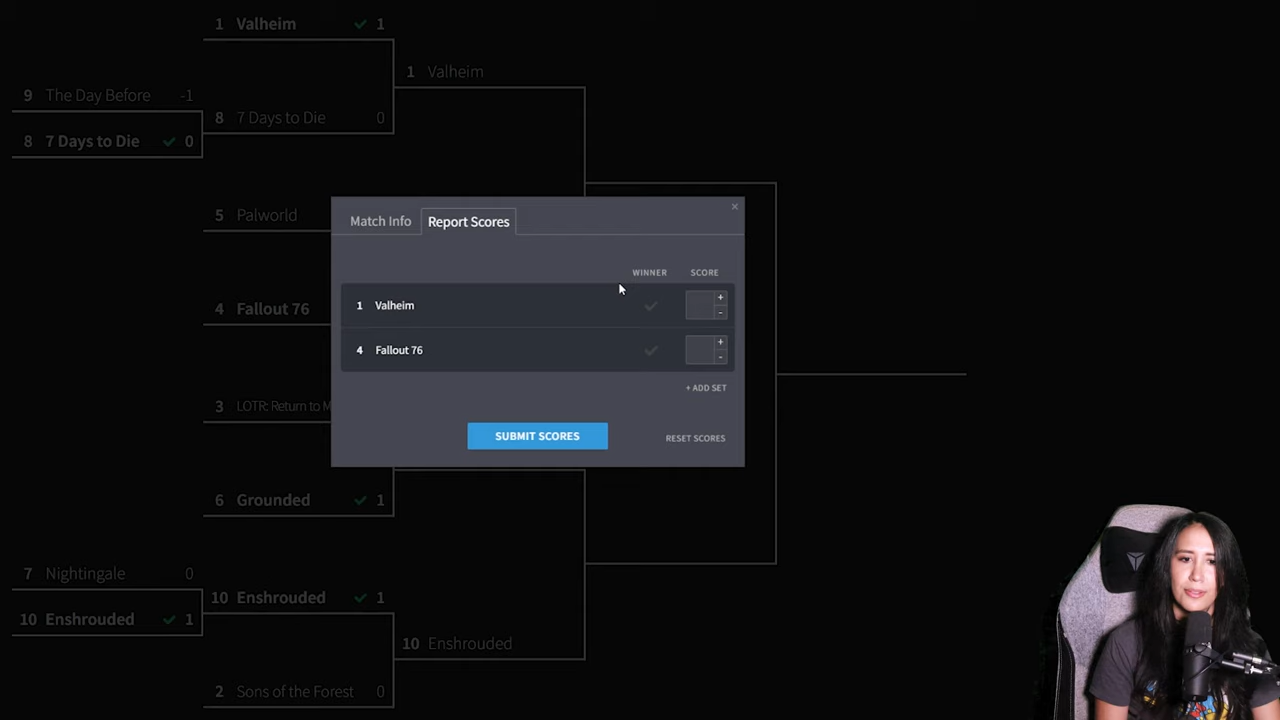 1 Valheim 1
1 Valheim
9 The Day Before -1
8 7 Days to Die 0
8 7 Days to Die 0
5 Palworld
4 Fallout 76
3 LOTR: Return to M
6 Grounded 1
7 Nightingale 0
10 Enshrouded 1
10 Enshrouded 1
10 Enshrouded
2 Sons of the Forest 0
Match Info Report Scores ×
WINNER SCORE
1 Valheim + -
4 Fallout 76 + -
+ ADD SET
SUBMIT SCORES RESET SCORES